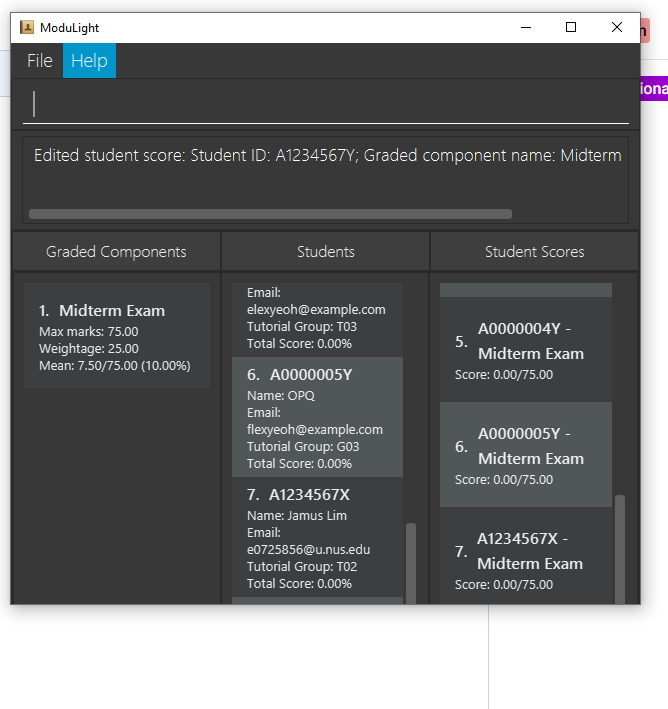 ModuLight
File Help
Edited student score: Student ID: A1234567Y; Graded component name: Midterm
Graded Components
Students
Student Scores
1. Midterm Exam
Max marks: 75.00
Weightage: 25.00
Mean: 7.50/75.00 (10.00%)
Email:
elexyeoh@example.com
Tutorial Group: T03
Total Score: 0.00%
6. A0000005Y
Name: OPQ
Email:
flexyeoh@example.com
Tutorial Group: G03
Total Score: 0.00%
7. A1234567X
Name: Jamus Lim
Email:
e0725856@u.nus.edu
Tutorial Group: T02
Total Score: 0.00%
5. A0000004Y -
Midterm Exam
Score: 0.00/75.00
6. A0000005Y -
Midterm Exam
Score: 0.00/75.00
7. A1234567X -
Midterm Exam
Score: 0.00/75.00